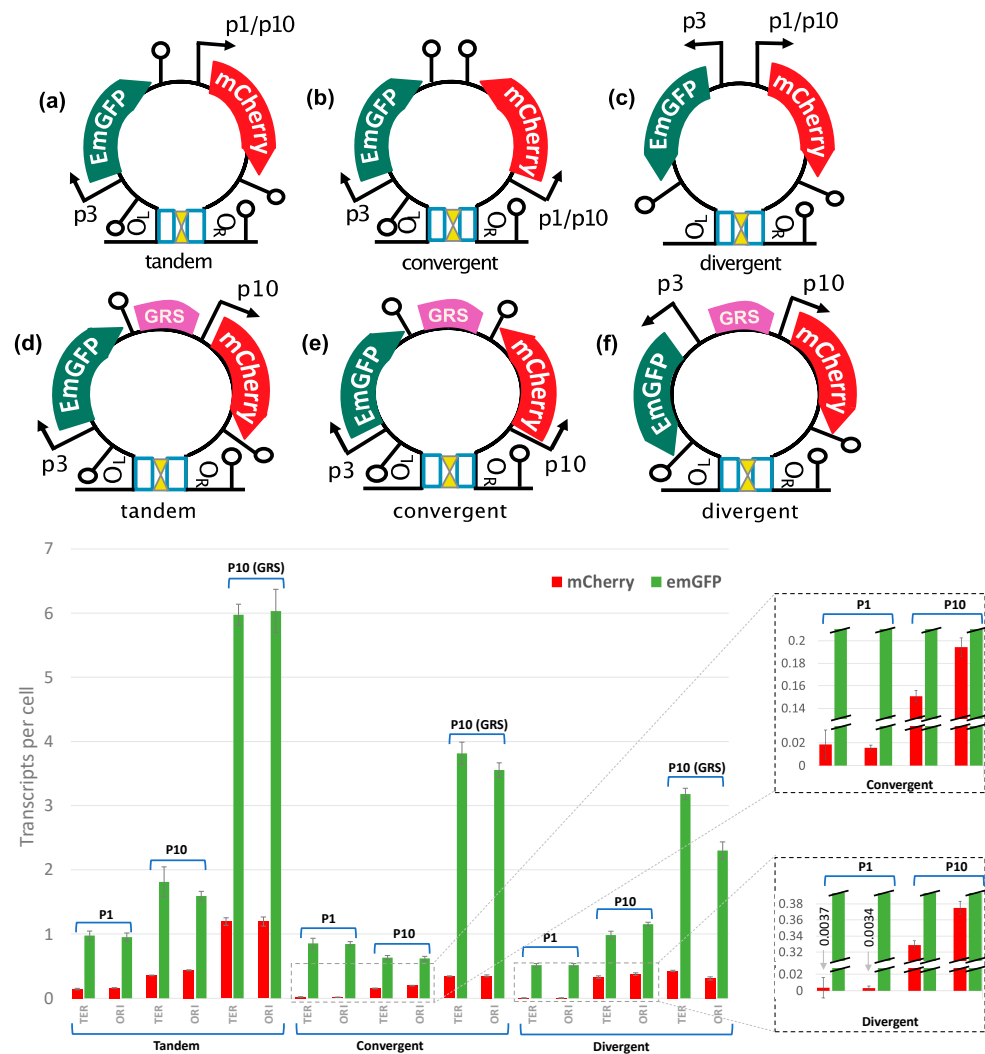 p1/p10
(a)
EmGFP
mCherry
p3
OL
OR
tandem
(b)
EmGFP
mCherry
p3
p1/p10
OL
OR
convergent
p3
p1/p10
(c)
EmGFP
mCherry
OL
OR
divergent
p10
GRS
(d)
EmGFP
mCherry
p3
OL
OR
tandem
GRS
(e)
EmGFP
mCherry
p3
p10
OL
OR
convergent
p3
p10
GRS
(f)
EmGFP
mCherry
OL
OR
divergent
Transcripts per cell
7
6
5
4
3
2
1
0
mCherry
emGFP
P1
P10
P10 (GRS)
P1
P10
P10 (GRS)
P1
P10
P10 (GRS)
TER ORI TER ORI TER ORI TER ORI TER ORI TER ORI TER ORI TER ORI TER ORI
Tandem Convergent Divergent
P1 P10
0.2
0.18
0.16
0.14
0.02
0
Convergent
P1 P10
0.38
0.36
0.34
0.32
0.02
0
0.0037
0.0034
Divergent